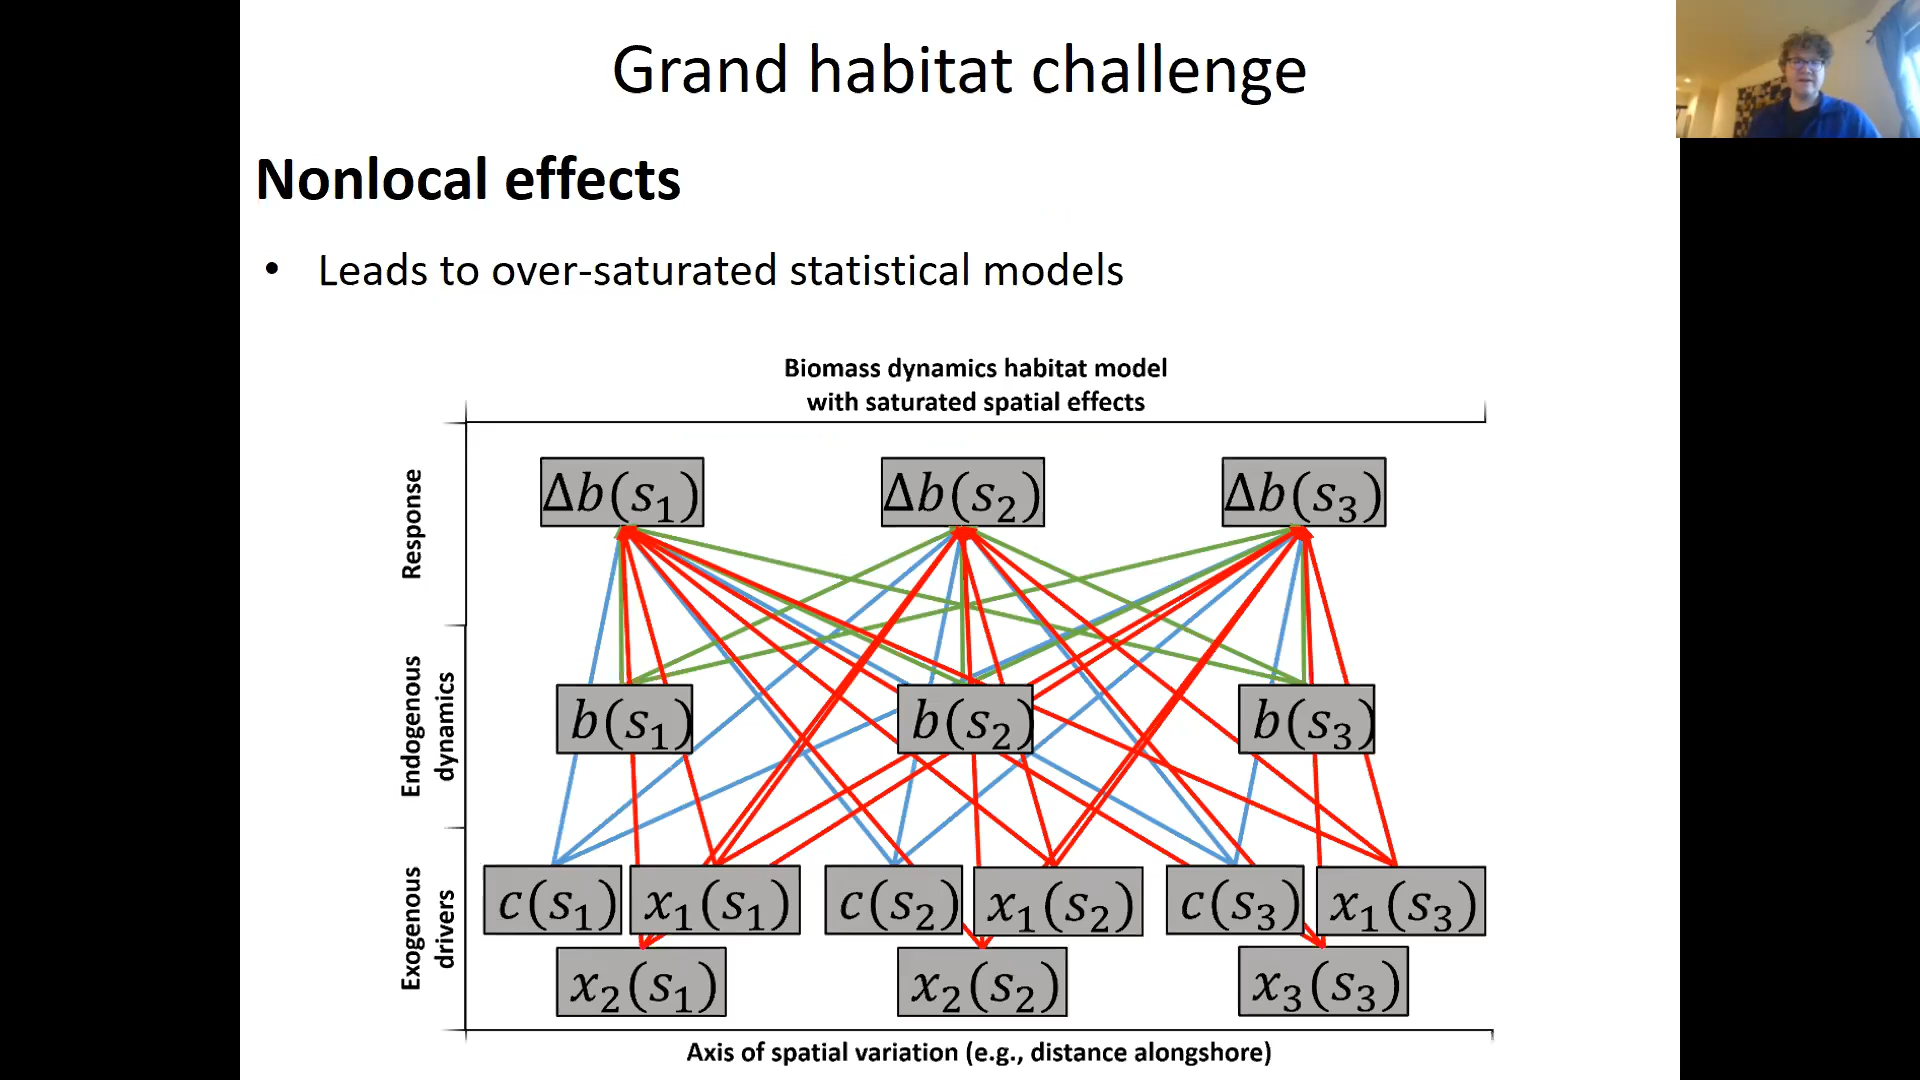 Grand habitat challenge
Nonlocal effects
• Leads to over-saturated statistical models
Biomass dynamics habitat model
with saturated spatial effects
Response
Δb(s₁) Δb(s₂) Δb(s₃)
Endogenous
dynamics
b(s₁) b(s₂) b(s₃)
Exogenous
drivers
c(s₁) x₁(s₁) c(s₂) x₁(s₂) c(s₃) x₁(s₃)
x₂(s₁) x₂(s₂) x₃(s₃)
Axis of spatial variation (e.g., distance alongshore)